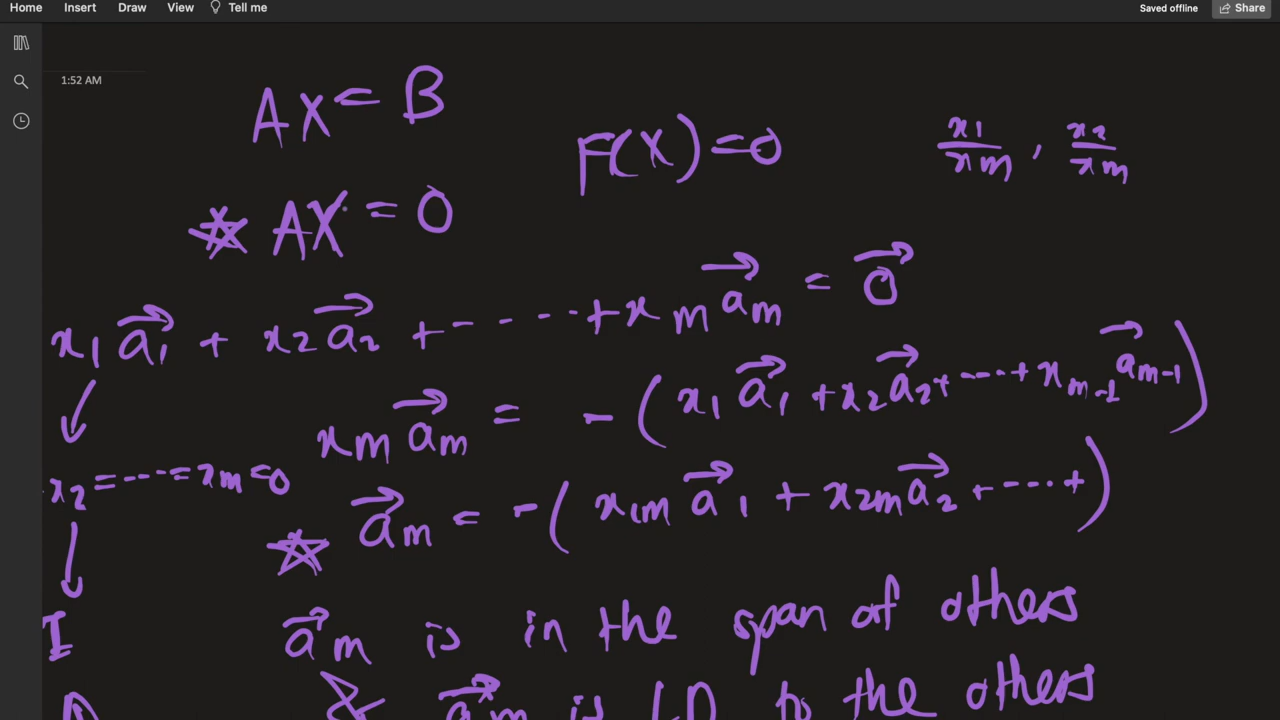 Home Insert Draw View Tell me Saved offline Share
1:52 AM
AX = B
F(X) = 0
x1/xm , x2/xm
AX = 0
x1 a1 + x2 a2 + ---- + xm am = 0
xm am = - (x1 a1 + x2 a2 + ---- + xm-1 am-1)
x2 = ---- = xm = 0
am = - (x1m a1 + x2m a2 + ---- +)
am is in the span of others
I
& am is LD to the others